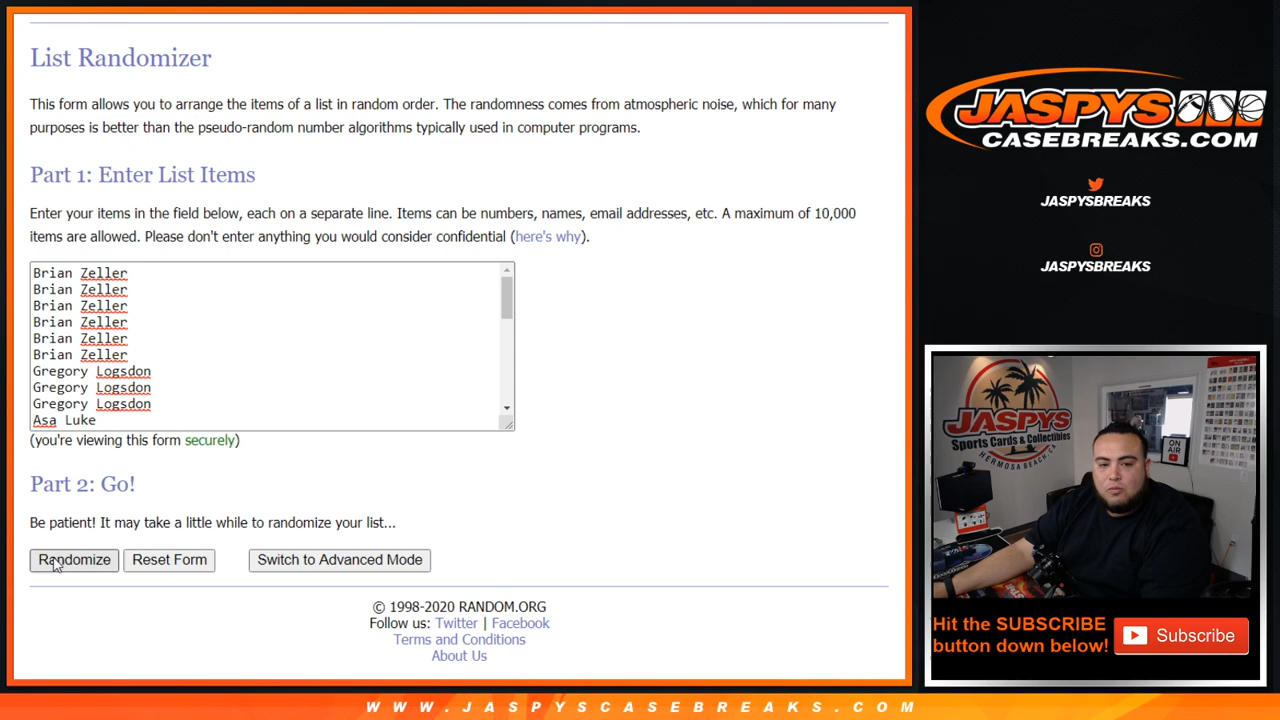 List Randomizer
This form allows you to arrange the items of a list in random order. The randomness comes from atmospheric noise, which for many
purposes is better than the pseudo-random number algorithms typically used in computer programs.
Part 1: Enter List Items
Enter your items in the field below, each on a separate line. Items can be numbers, names, email addresses, etc. A maximum of 10,000
items are allowed. Please don't enter anything you would consider confidential (here's why).
Brian Zeller
Brian Zeller
Brian Zeller
Brian Zeller
Brian Zeller
Brian Zeller
Gregory Logsdon
Gregory Logsdon
Gregory Logsdon
Asa Luke
(you're viewing this form securely)
Part 2: Go!
Be patient! It may take a little while to randomize your list...
Randomize
Reset Form
Switch to Advanced Mode
© 1998-2020 RANDOM.ORG
Follow us: Twitter | Facebook
Terms and Conditions
About Us
JASPYS
CASEBREAKS.COM
JASPYSBREAKS
JASPYSBREAKS
JASPYS
Sports Cards & Collectibles
HERMOSA BEACH, CA
ON
AIR
Hit the SUBSCRIBE
button down below!
Subscribe
WWW.JASPYSCASEBREAKS.COM